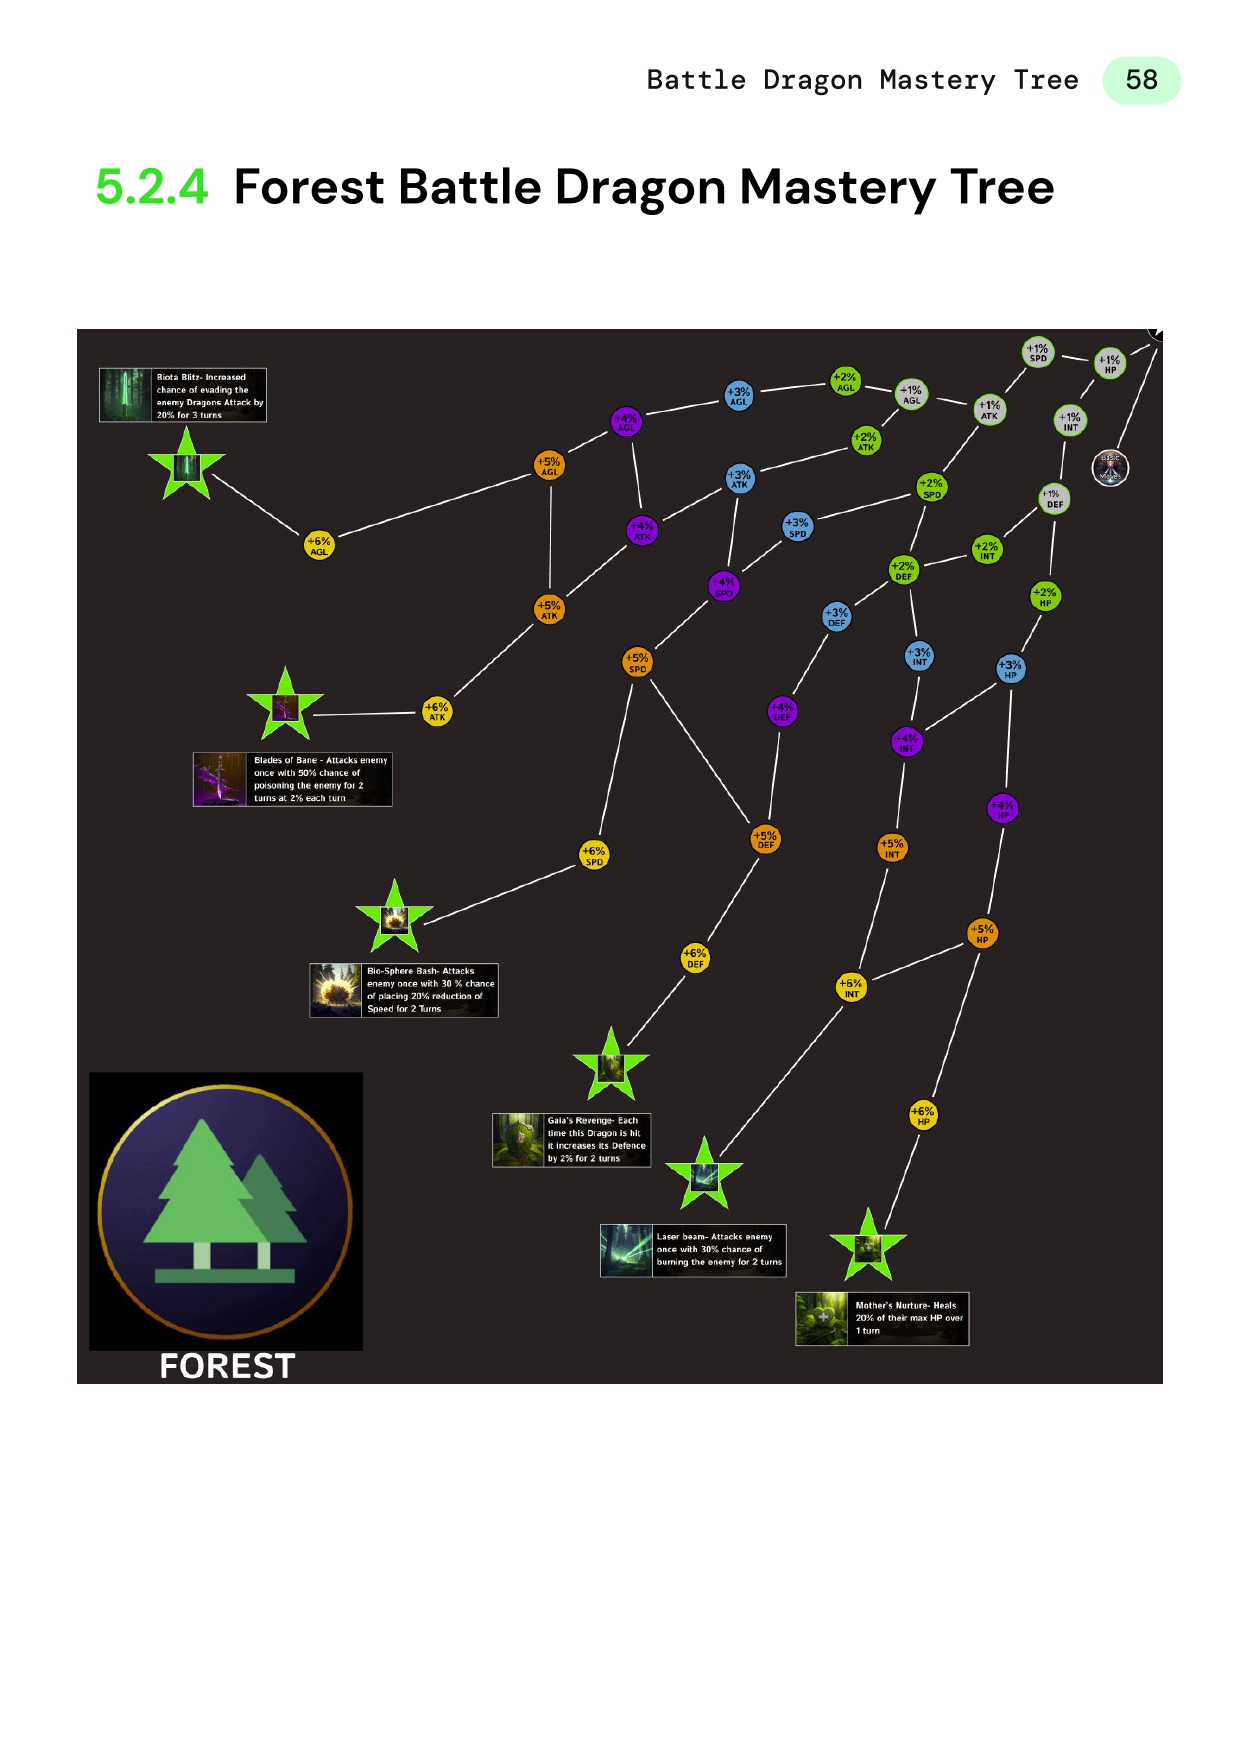 Battle Dragon Mastery Tree 58
5.2.4 Forest Battle Dragon Mastery Tree
+1%
SPD
+1%
HP
Biota Blitz- Increased
chance of evading the
enemy Dragons Attack by
20% for 3 turns
+3%
AGL
+2%
AGL
+1%
AGL
+1%
ATK
+1%
INT
+4%
AGL
+2%
ATK
+5%
AGL
+3%
ATK
+2%
SPD
Basic
Moves
+1%
DEF
+6%
AGL
+4%
ATK
+3%
SPD
+2%
INT
+4%
SPD
+2%
DEF
+2%
HP
+5%
ATK
+3%
DEF
+5%
SPD
+3%
INT
+3%
HP
+6%
ATK
+4%
DEF
+4%
INT
Blades of Bane - Attacks enemy
once with 50% chance of
poisoning the enemy for 2
turns at 2% each turn
+4%
HP
+6%
SPD
+5%
DEF
+5%
INT
+5%
HP
+6%
DEF
+6%
INT
Bio-Sphere Bash- Attacks
enemy once with 30 % chance
of placing 20% reduction of
Speed for 2 Turns
+6%
HP
Gaia's Revenge- Each
time this Dragon is hit
it increases its Defence
by 2% for 2 turns
Laser beam- Attacks enemy
once with 30% chance of
burning the enemy for 2 turns
Mother's Nurture- Heals
20% of their max HP over
1 turn
FOREST